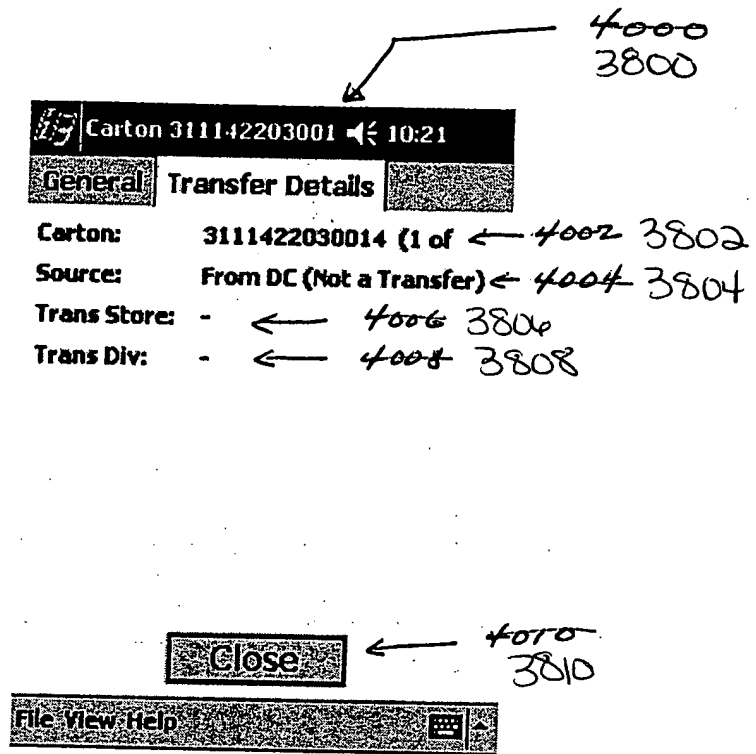 4000
3800
Carton 311142203001 10:21
General Transfer Details
Carton: 3111422030014 (1 of 4002 3802
Source: From DC (Not a Transfer) 4004 3804
Trans Store: - 4006 3806
Trans Div: - 4008 3808
4010
Close 3810
File View Help